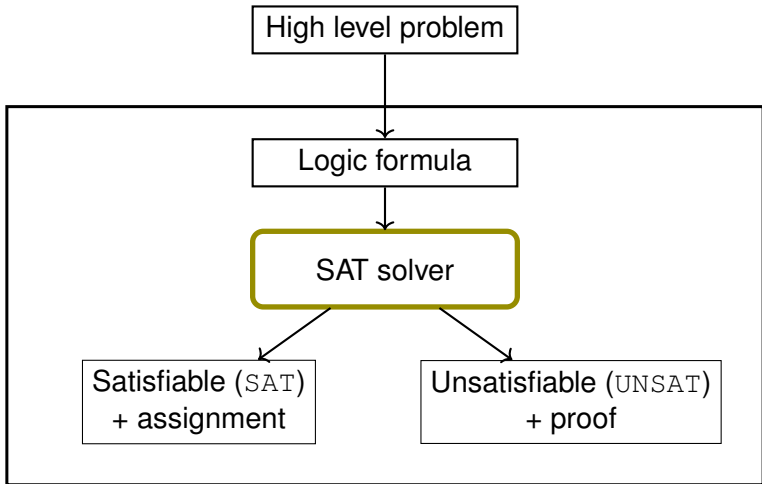 High level problem
Logic formula
SAT solver
Satisfiable (SAT)
+ assignment
Unsatisfiable (UNSAT)
+ proof